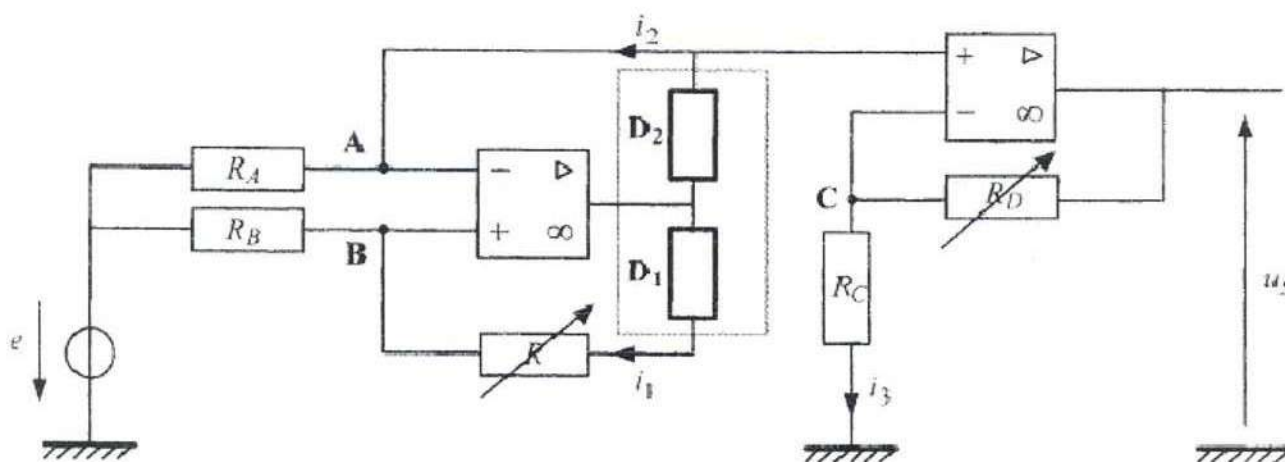 i2
+ ▷
D2
A
− ∞
RA
− ▷
C
RD
RB
+ ∞
B
D1
RC
e
R
i1
i3